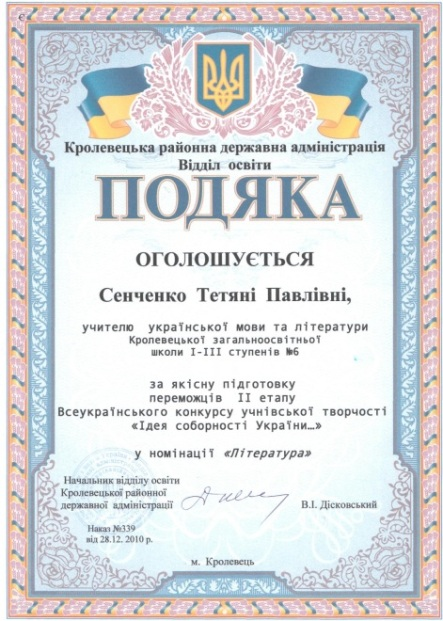 Кролевецька районна державна адміністрація
Відділ освіти
ПОДЯКА
ОГОЛОШУЄТЬСЯ
Сенченко Тетяні Павлівні,
учителю української мови та літератури
Кролевецької загальноосвітньої
школи І-ІІІ ступенів №6
за якісну підготовку
переможців ІІ етапу
Всеукраїнського конкурсу учнівської творчості
«Ідея соборності України…»
у номінації «Література»
Начальник відділу освіти
Кролевецької районної
державної адміністрації
В.І. Дісковський
Наказ №339
від 28.12. 2010 р.
м. Кролевець